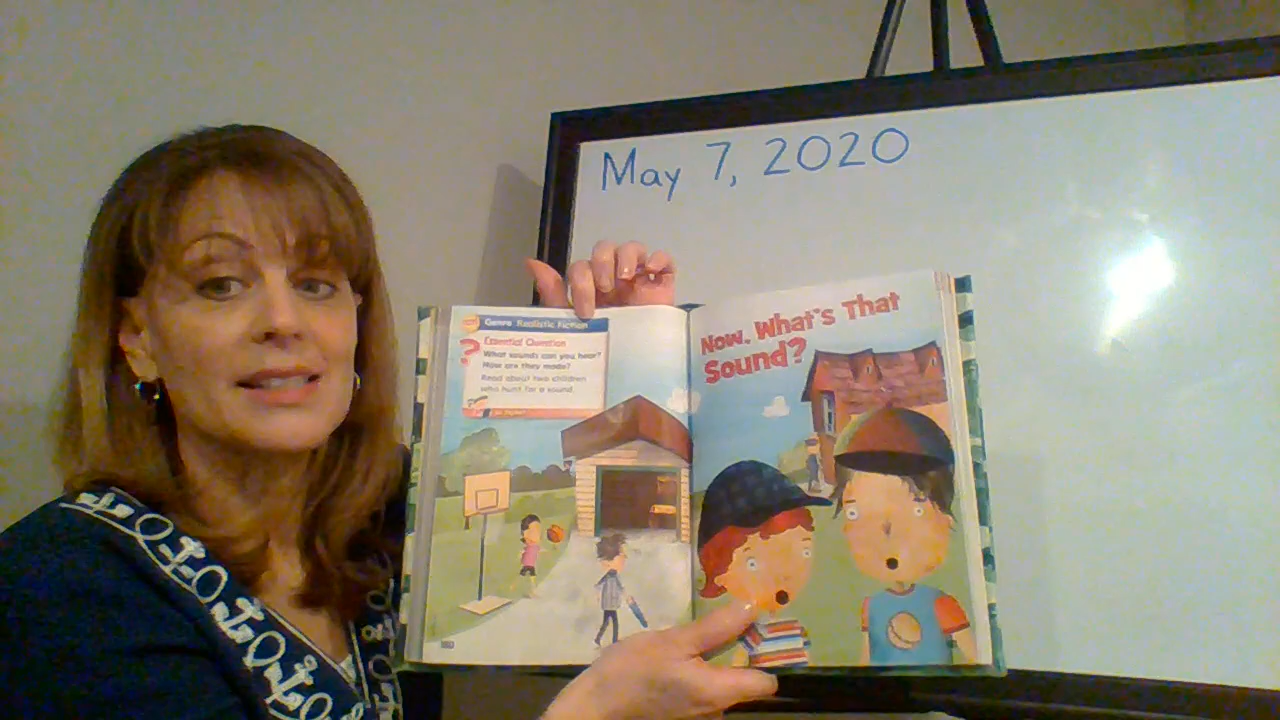 May 7, 2020
Genre Realistic Fiction
Essential Question
What sounds can you hear?
How are they made?
Read about two children
who hunt for a sound.
Now, What's That
Sound?